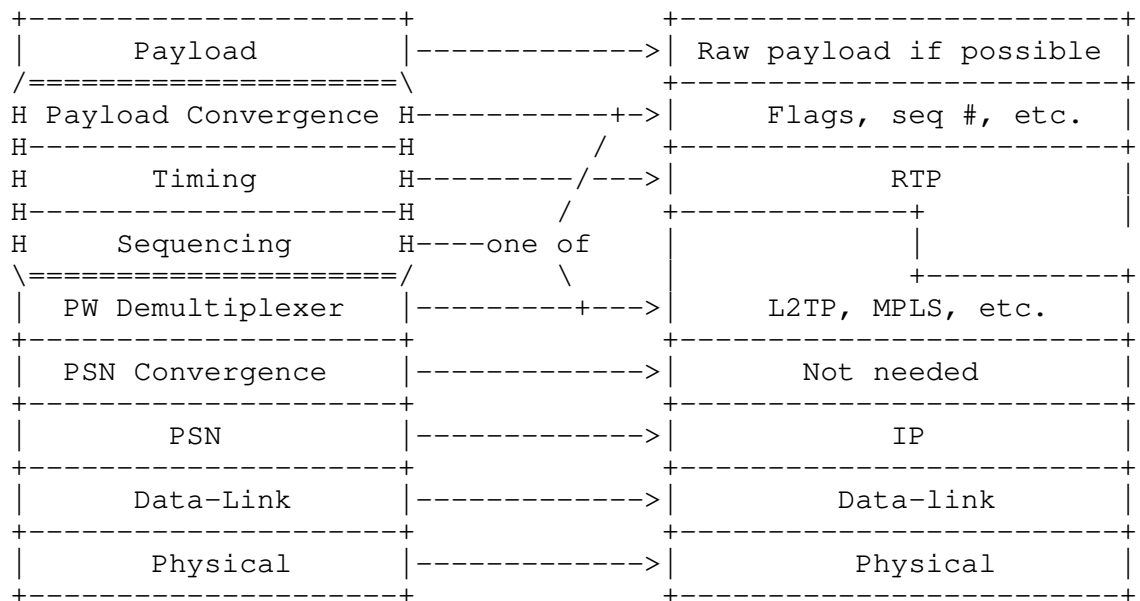 Payload Raw payload if possible
Payload Convergence Flags, seq #, etc.
Timing RTP
Sequencing one of
PW Demultiplexer L2TP, MPLS, etc.
PSN Convergence Not needed
PSN IP
Data-Link Data-link
Physical Physical